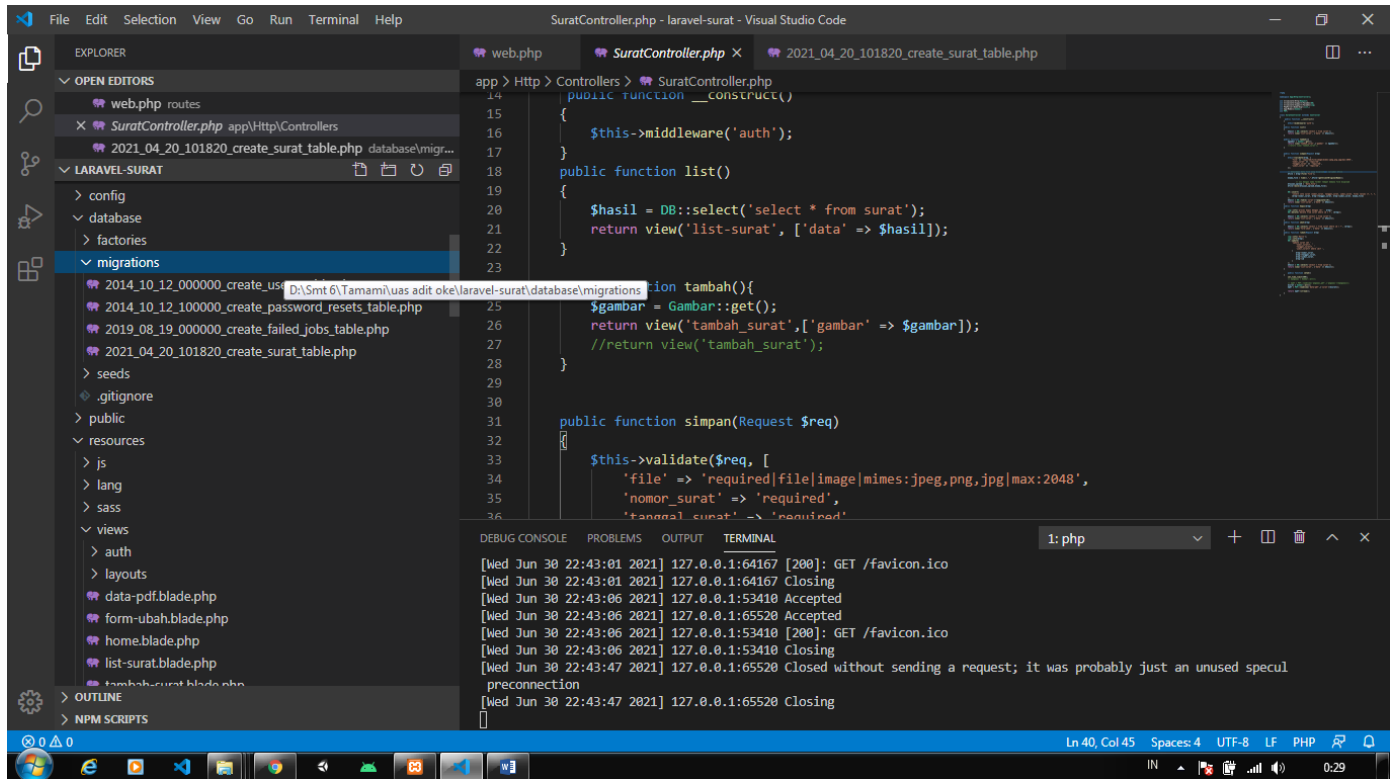 File Edit Selection View Go Run Terminal Help
SuratController.php - laravel-surat - Visual Studio Code
EXPLORER
OPEN EDITORS
web.php routes
SuratController.php app\Http\Controllers
2021_04_20_101820_create_surat_table.php database\migr...
LARAVEL-SURAT
config
database
factories
migrations
2014_10_12_000000_create_use
D:\Smt 6\Tamami\uas adit oke\laravel-surat\database\migrations
2014_10_12_100000_create_password_resets_table.php
2019_08_19_000000_create_failed_jobs_table.php
2021_04_20_101820_create_surat_table.php
seeds
.gitignore
public
resources
js
lang
sass
views
auth
layouts
data-pdf.blade.php
form-ubah.blade.php
home.blade.php
list-surat.blade.php
tambah-surat.blade.php
OUTLINE
NPM SCRIPTS
web.php SuratController.php 2021_04_20_101820_create_surat_table.php
app > Http > Controllers > SuratController.php
14 public function __construct()
15 {
16 $this->middleware('auth');
17 }
18 public function list()
19 {
20 $hasil = DB::select('select * from surat');
21 return view('list-surat', ['data' => $hasil]);
22 }
23
tion tambah(){
25 $gambar = Gambar::get();
26 return view('tambah_surat',['gambar' => $gambar]);
27 //return view('tambah_surat');
28 }
29
30
31 public function simpan(Request $req)
32 {
33 $this->validate($req, [
34 'file' => 'required|file|image|mimes:jpeg,png,jpg|max:2048',
35 'nomor_surat' => 'required',
36 'tanggal_surat' => 'required'
DEBUG CONSOLE PROBLEMS OUTPUT TERMINAL 1: php
[Wed Jun 30 22:43:01 2021] 127.0.0.1:64167 [200]: GET /favicon.ico
[Wed Jun 30 22:43:01 2021] 127.0.0.1:64167 Closing
[Wed Jun 30 22:43:06 2021] 127.0.0.1:53410 Accepted
[Wed Jun 30 22:43:06 2021] 127.0.0.1:65520 Accepted
[Wed Jun 30 22:43:06 2021] 127.0.0.1:53410 [200]: GET /favicon.ico
[Wed Jun 30 22:43:06 2021] 127.0.0.1:53410 Closing
[Wed Jun 30 22:43:47 2021] 127.0.0.1:65520 Closed without sending a request; it was probably just an unused specul
preconnection
[Wed Jun 30 22:43:47 2021] 127.0.0.1:65520 Closing
0 0
Ln 40, Col 45 Spaces: 4 UTF-8 LF PHP
IN 0:29